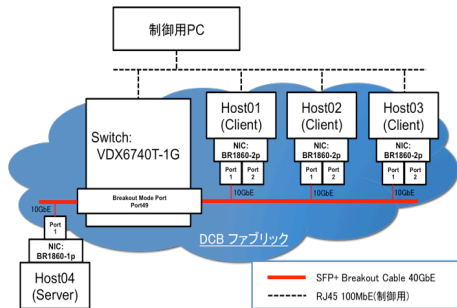 制御用PC
Host01
(Client)
NIC:
BR1860-2p
Port
1
Port
2
Host02
(Client)
NIC:
BR1860-2p
Port
1
Port
2
Host03
(Client)
NIC:
BR1860-2p
Port
1
Port
2
Switch:
VDX6740T-1G
10GbE
10GbE
10GbE
10GbE
Breakout Mode Port
Port49
Port
1
NIC:
BR1860-1p
Host04
(Server)
DCB ファブリック
SFP+ Breakout Cable 40GbE
RJ45 100MbE(制御用)